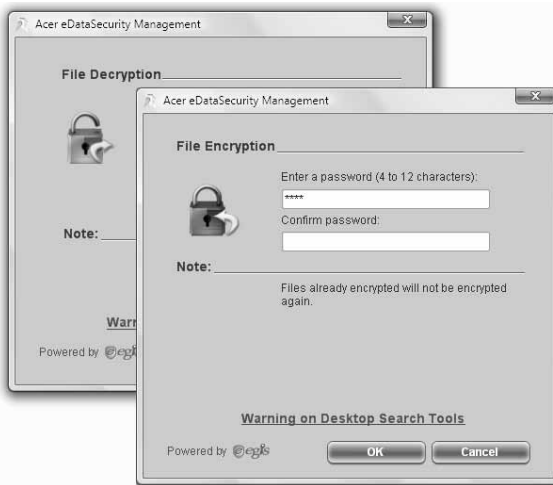 Acer eDataSecurity Management
File Decryption
Note:
Powered by egis
Acer eDataSecurity Management
File Encryption
Enter a password (4 to 12 characters):
****
Confirm password:
Note:
Files already encrypted will not be encrypted
again.
Warning on Desktop Search Tools
Powered by egis
OK
Cancel